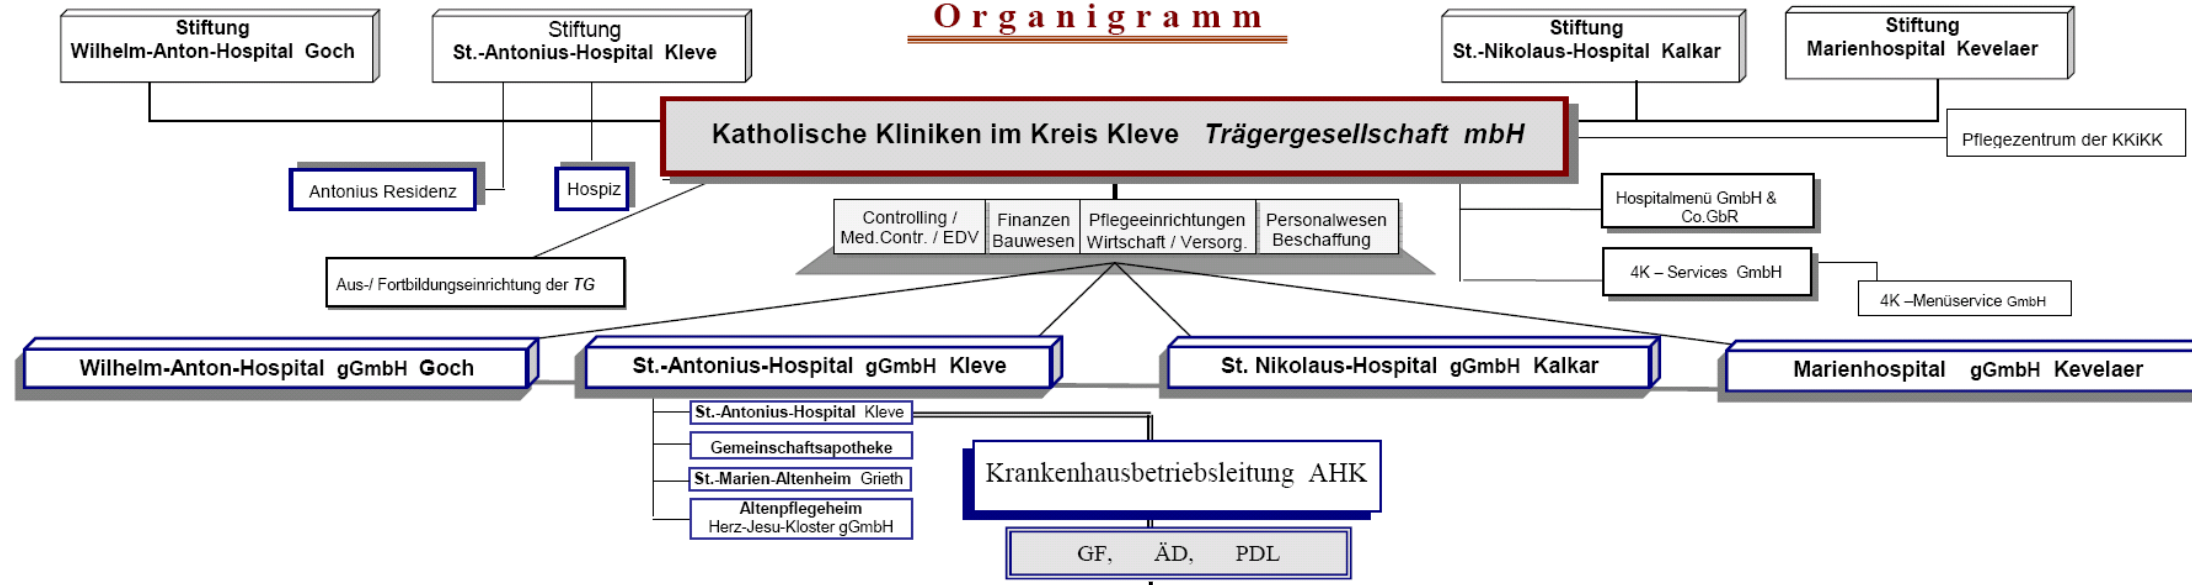 O r g a n i g r a m m
Stiftung
Wilhelm-Anton-Hospital Goch
Stiftung
St.-Antonius-Hospital Kleve
Stiftung
St.-Nikolaus-Hospital Kalkar
Stiftung
Marienhospital Kevelaer
Katholische Kliniken im Kreis Kleve Trägergesellschaft mbH
Pflegezentrum der KKiKK
Antonius Residenz
Hospiz
Hospitalmenü GmbH &
Co.GbR
Controlling /
Med.Contr. / EDV
Finanzen
Bauwesen
Pflegeeinrichtungen
Wirtschaft / Versorg.
Personalwesen
Beschaffung
Aus-/ Fortbildungseinrichtung der TG
4K – Services GmbH
4K –Menüservice GmbH
Wilhelm-Anton-Hospital gGmbH Goch
St.-Antonius-Hospital gGmbH Kleve
St. Nikolaus-Hospital gGmbH Kalkar
Marienhospital gGmbH Kevelaer
St.-Antonius-Hospital Kleve
Gemeinschaftsapotheke
St.-Marien-Altenheim Grieth
Altenpflegeheim
Herz-Jesu-Kloster gGmbH
Krankenhausbetriebsleitung AHK
GF, ÄD, PDL